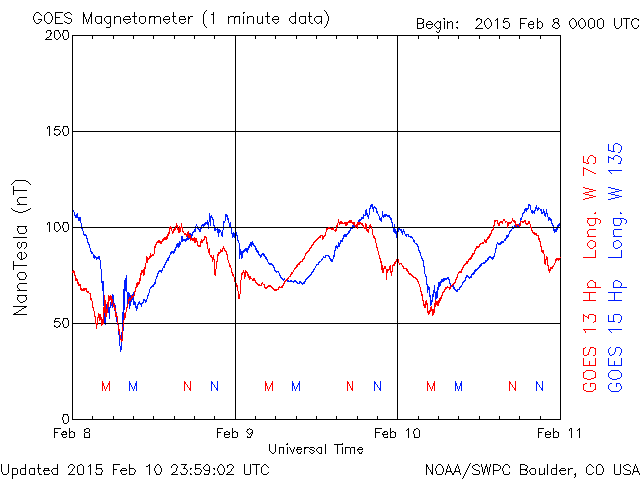 GOES Magnetometer (1 minute data)
Begin: 2015 Feb 8 0000 UTC
200
150
100
50
0
NanoTesla (nT)
M M N N M M N N M M N N
Feb 8 Feb 9 Feb 10 Feb 11
Universal Time
GOES 13 Hp Long. W 75
GOES 15 Hp Long. W 135
Updated 2015 Feb 10 23:59:02 UTC
NOAA/SWPC Boulder, CO USA